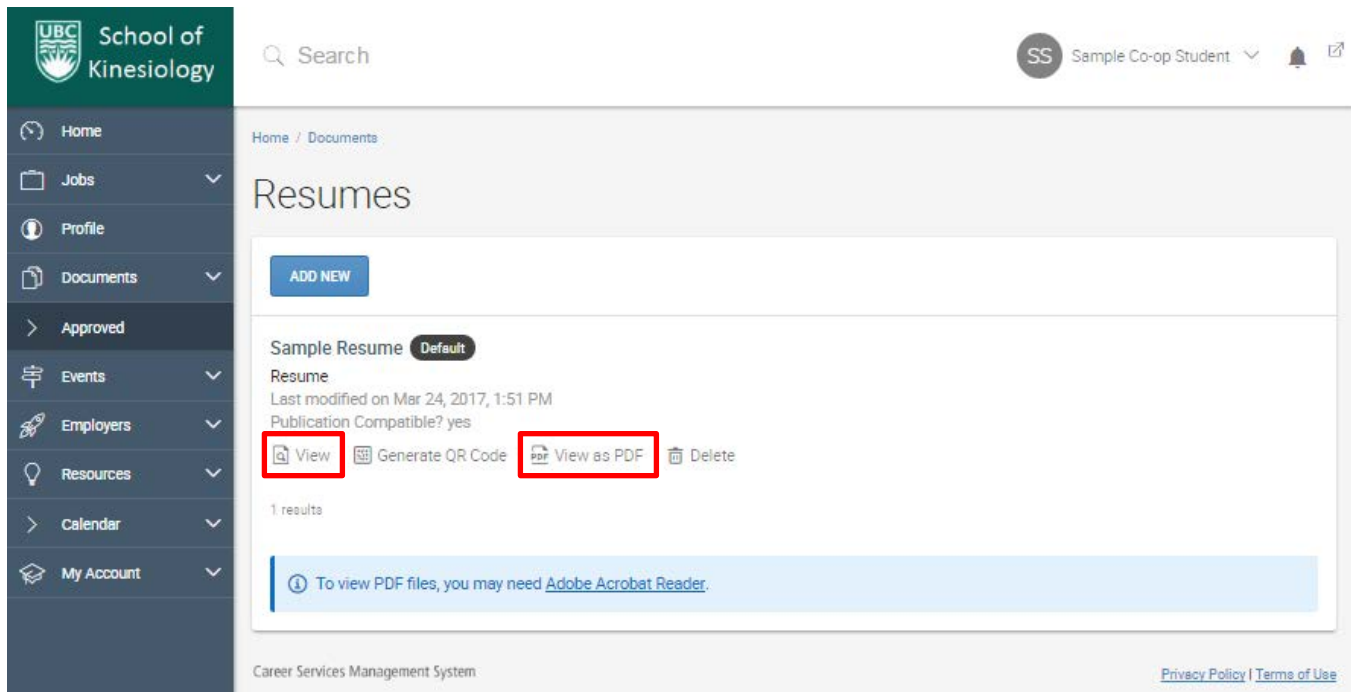 UBC School of
Kinesiology
Search
SS Sample Co-op Student
Home
Jobs
Profile
Documents
Approved
Events
Employers
Resources
Calendar
My Account
Home / Documents
Resumes
ADD NEW
Sample Resume Default
Resume
Last modified on Mar 24, 2017, 1:51 PM
Publication Compatible? yes
View Generate QR Code PDF View as PDF Delete
1 results
To view PDF files, you may need Adobe Acrobat Reader.
Career Services Management System
Privacy Policy | Terms of Use